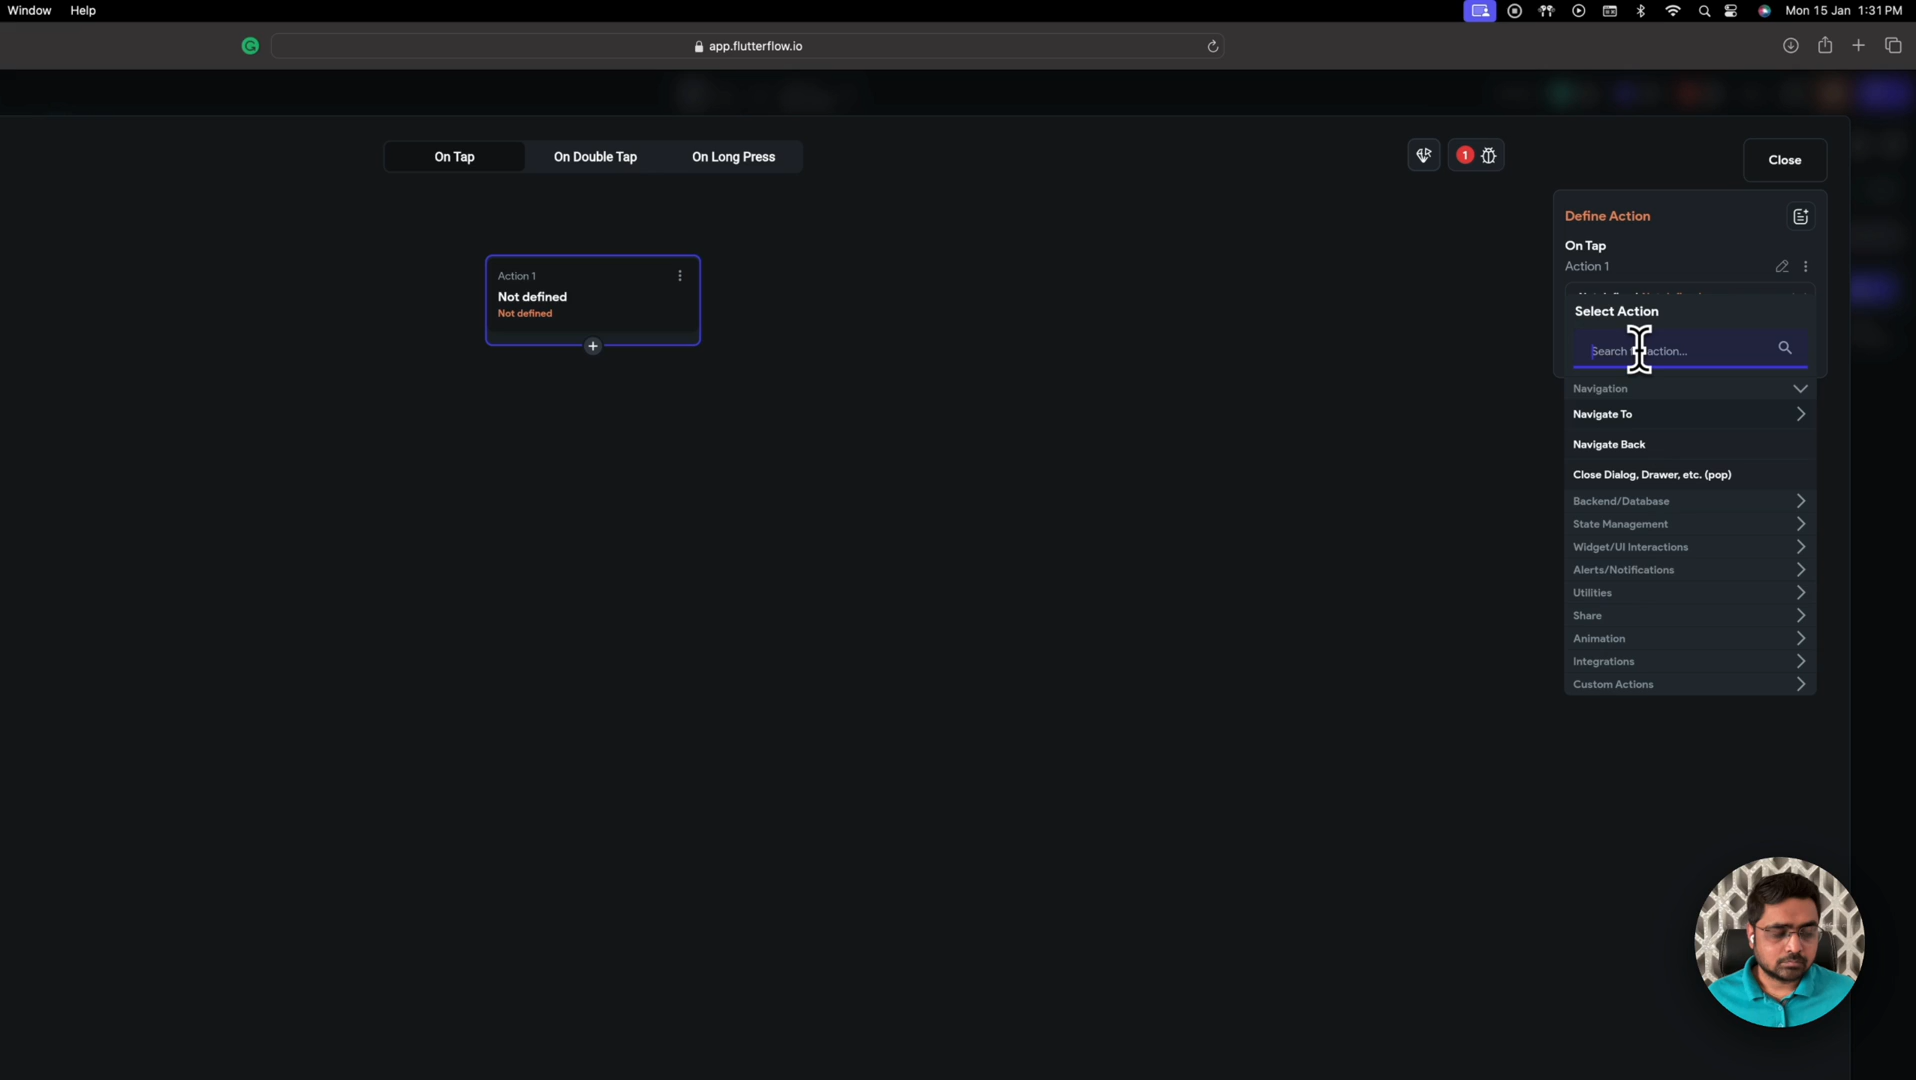 Window Help
Mon 15 Jan 1:31 PM
app.flutterflow.io
On Tap
On Double Tap
On Long Press
1
Close
Define Action
On Tap
Action 1
Action 1
Not defined
Not defined
Select Action
Search action...
Navigation
Navigate To
Navigate Back
Close Dialog, Drawer, etc. (pop)
Backend/Database
State Management
Widget/UI Interactions
Alerts/Notifications
Utilities
Share
Animation
Integrations
Custom Actions